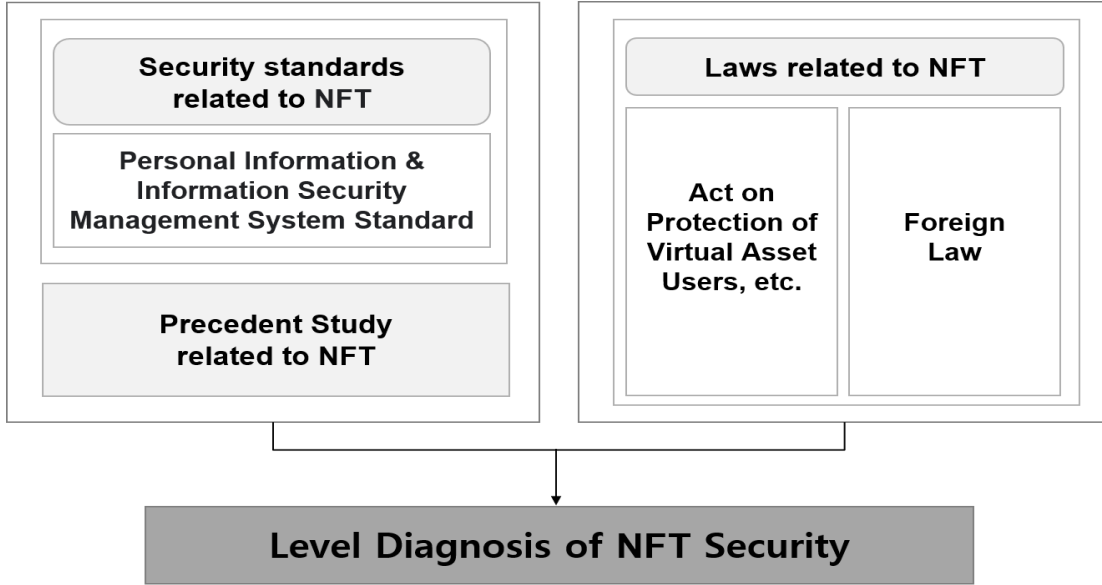 Security standards
related to NFT
Personal Information &
Information Security
Management System Standard
Precedent Study
related to NFT
Laws related to NFT
Act on
Protection of
Virtual Asset
Users, etc.
Foreign
Law
Level Diagnosis of NFT Security